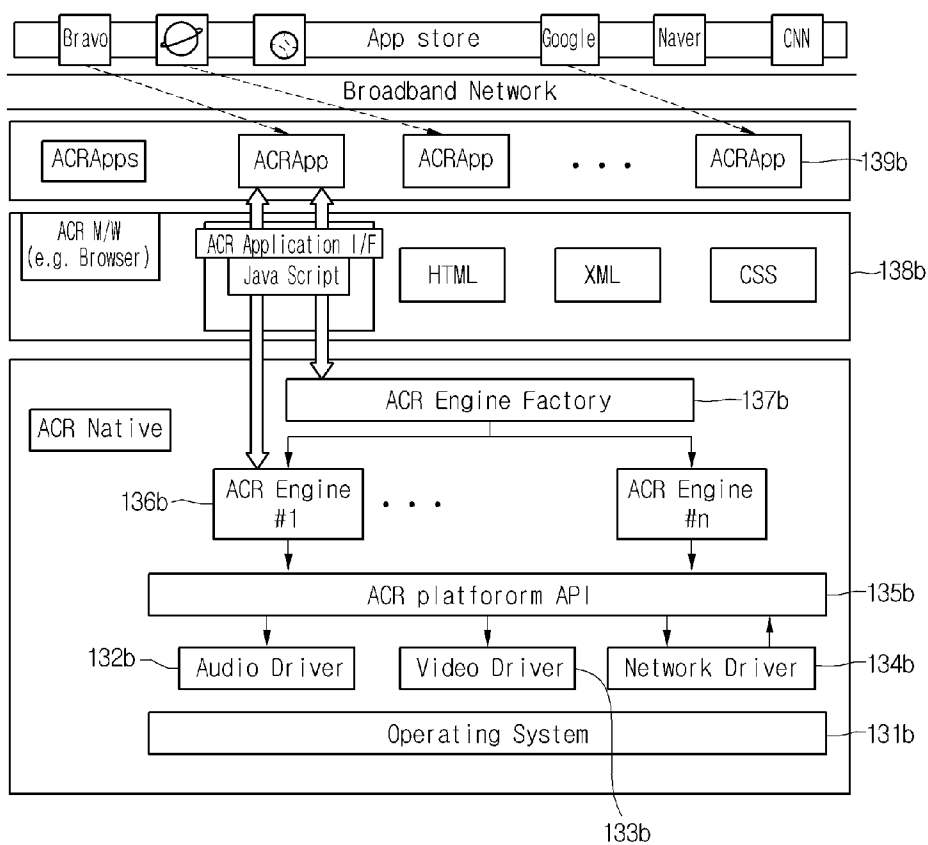 Bravo
App store
Google
Naver
CNN
Broadband Network
ACRApps
ACRApp
ACRApp
. . .
ACRApp
139b
ACR M/W
(e.g. Browser)
ACR Application I/F
Java Script
HTML
XML
CSS
138b
ACR Engine Factory
137b
ACR Native
136b
ACR Engine
#1
. . .
ACR Engine
#n
ACR platfororm API
135b
132b
Audio Driver
Video Driver
Network Driver
134b
Operating System
131b
133b